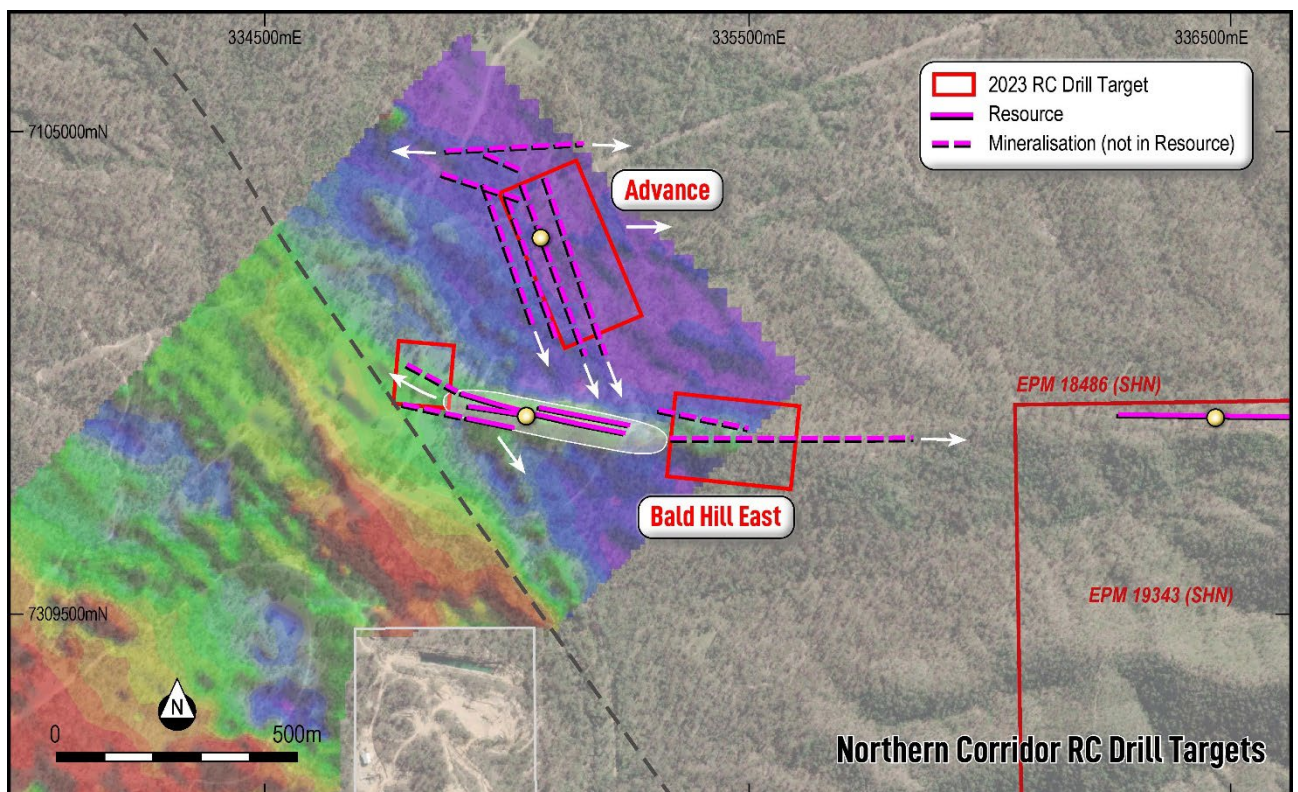 334500mE
335500mE
336500mE
2023 RC Drill Target
Resource
Mineralisation (not in Resource)
7105000mN
Advance
EPM 18486 (SHN)
Bald Hill East
EPM 19343 (SHN)
7309500mN
N
0
500m
Northern Corridor RC Drill Targets